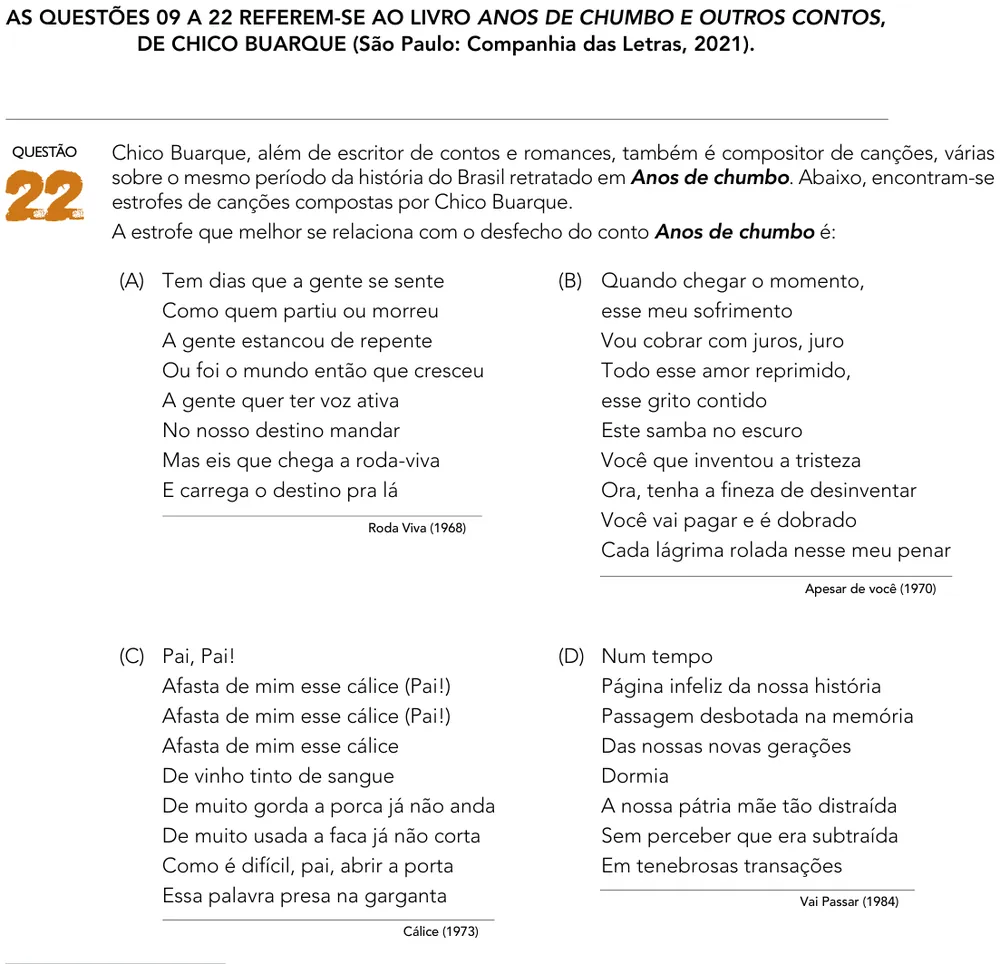 AS QUESTÕES 09 A 22 REFEREM-SE AO LIVRO ANOS DE CHUMBO E OUTROS CONTOS,
DE CHICO BUARQUE (São Paulo: Companhia das Letras, 2021).
QUESTÃO
22
Chico Buarque, além de escritor de contos e romances, também é compositor de canções, várias
sobre o mesmo período da história do Brasil retratado em Anos de chumbo. Abaixo, encontram-se
estrofes de canções compostas por Chico Buarque.
A estrofe que melhor se relaciona com o desfecho do conto Anos de chumbo é:
(A) Tem dias que a gente se sente
Como quem partiu ou morreu
A gente estancou de repente
Ou foi o mundo então que cresceu
A gente quer ter voz ativa
No nosso destino mandar
Mas eis que chega a roda-viva
E carrega o destino pra lá
Roda Viva (1968)
(B) Quando chegar o momento,
esse meu sofrimento
Vou cobrar com juros, juro
Todo esse amor reprimido,
esse grito contido
Este samba no escuro
Você que inventou a tristeza
Ora, tenha a fineza de desinventar
Você vai pagar e é dobrado
Cada lágrima rolada nesse meu penar
Apesar de você (1970)
(C) Pai, Pai!
Afasta de mim esse cálice (Pai!)
Afasta de mim esse cálice (Pai!)
Afasta de mim esse cálice
De vinho tinto de sangue
De muito gorda a porca já não anda
De muito usada a faca já não corta
Como é difícil, pai, abrir a porta
Essa palavra presa na garganta
Cálice (1973)
(D) Num tempo
Página infeliz da nossa história
Passagem desbotada na memória
Das nossas novas gerações
Dormia
A nossa pátria mãe tão distraída
Sem perceber que era subtraída
Em tenebrosas transações
Vai Passar (1984)